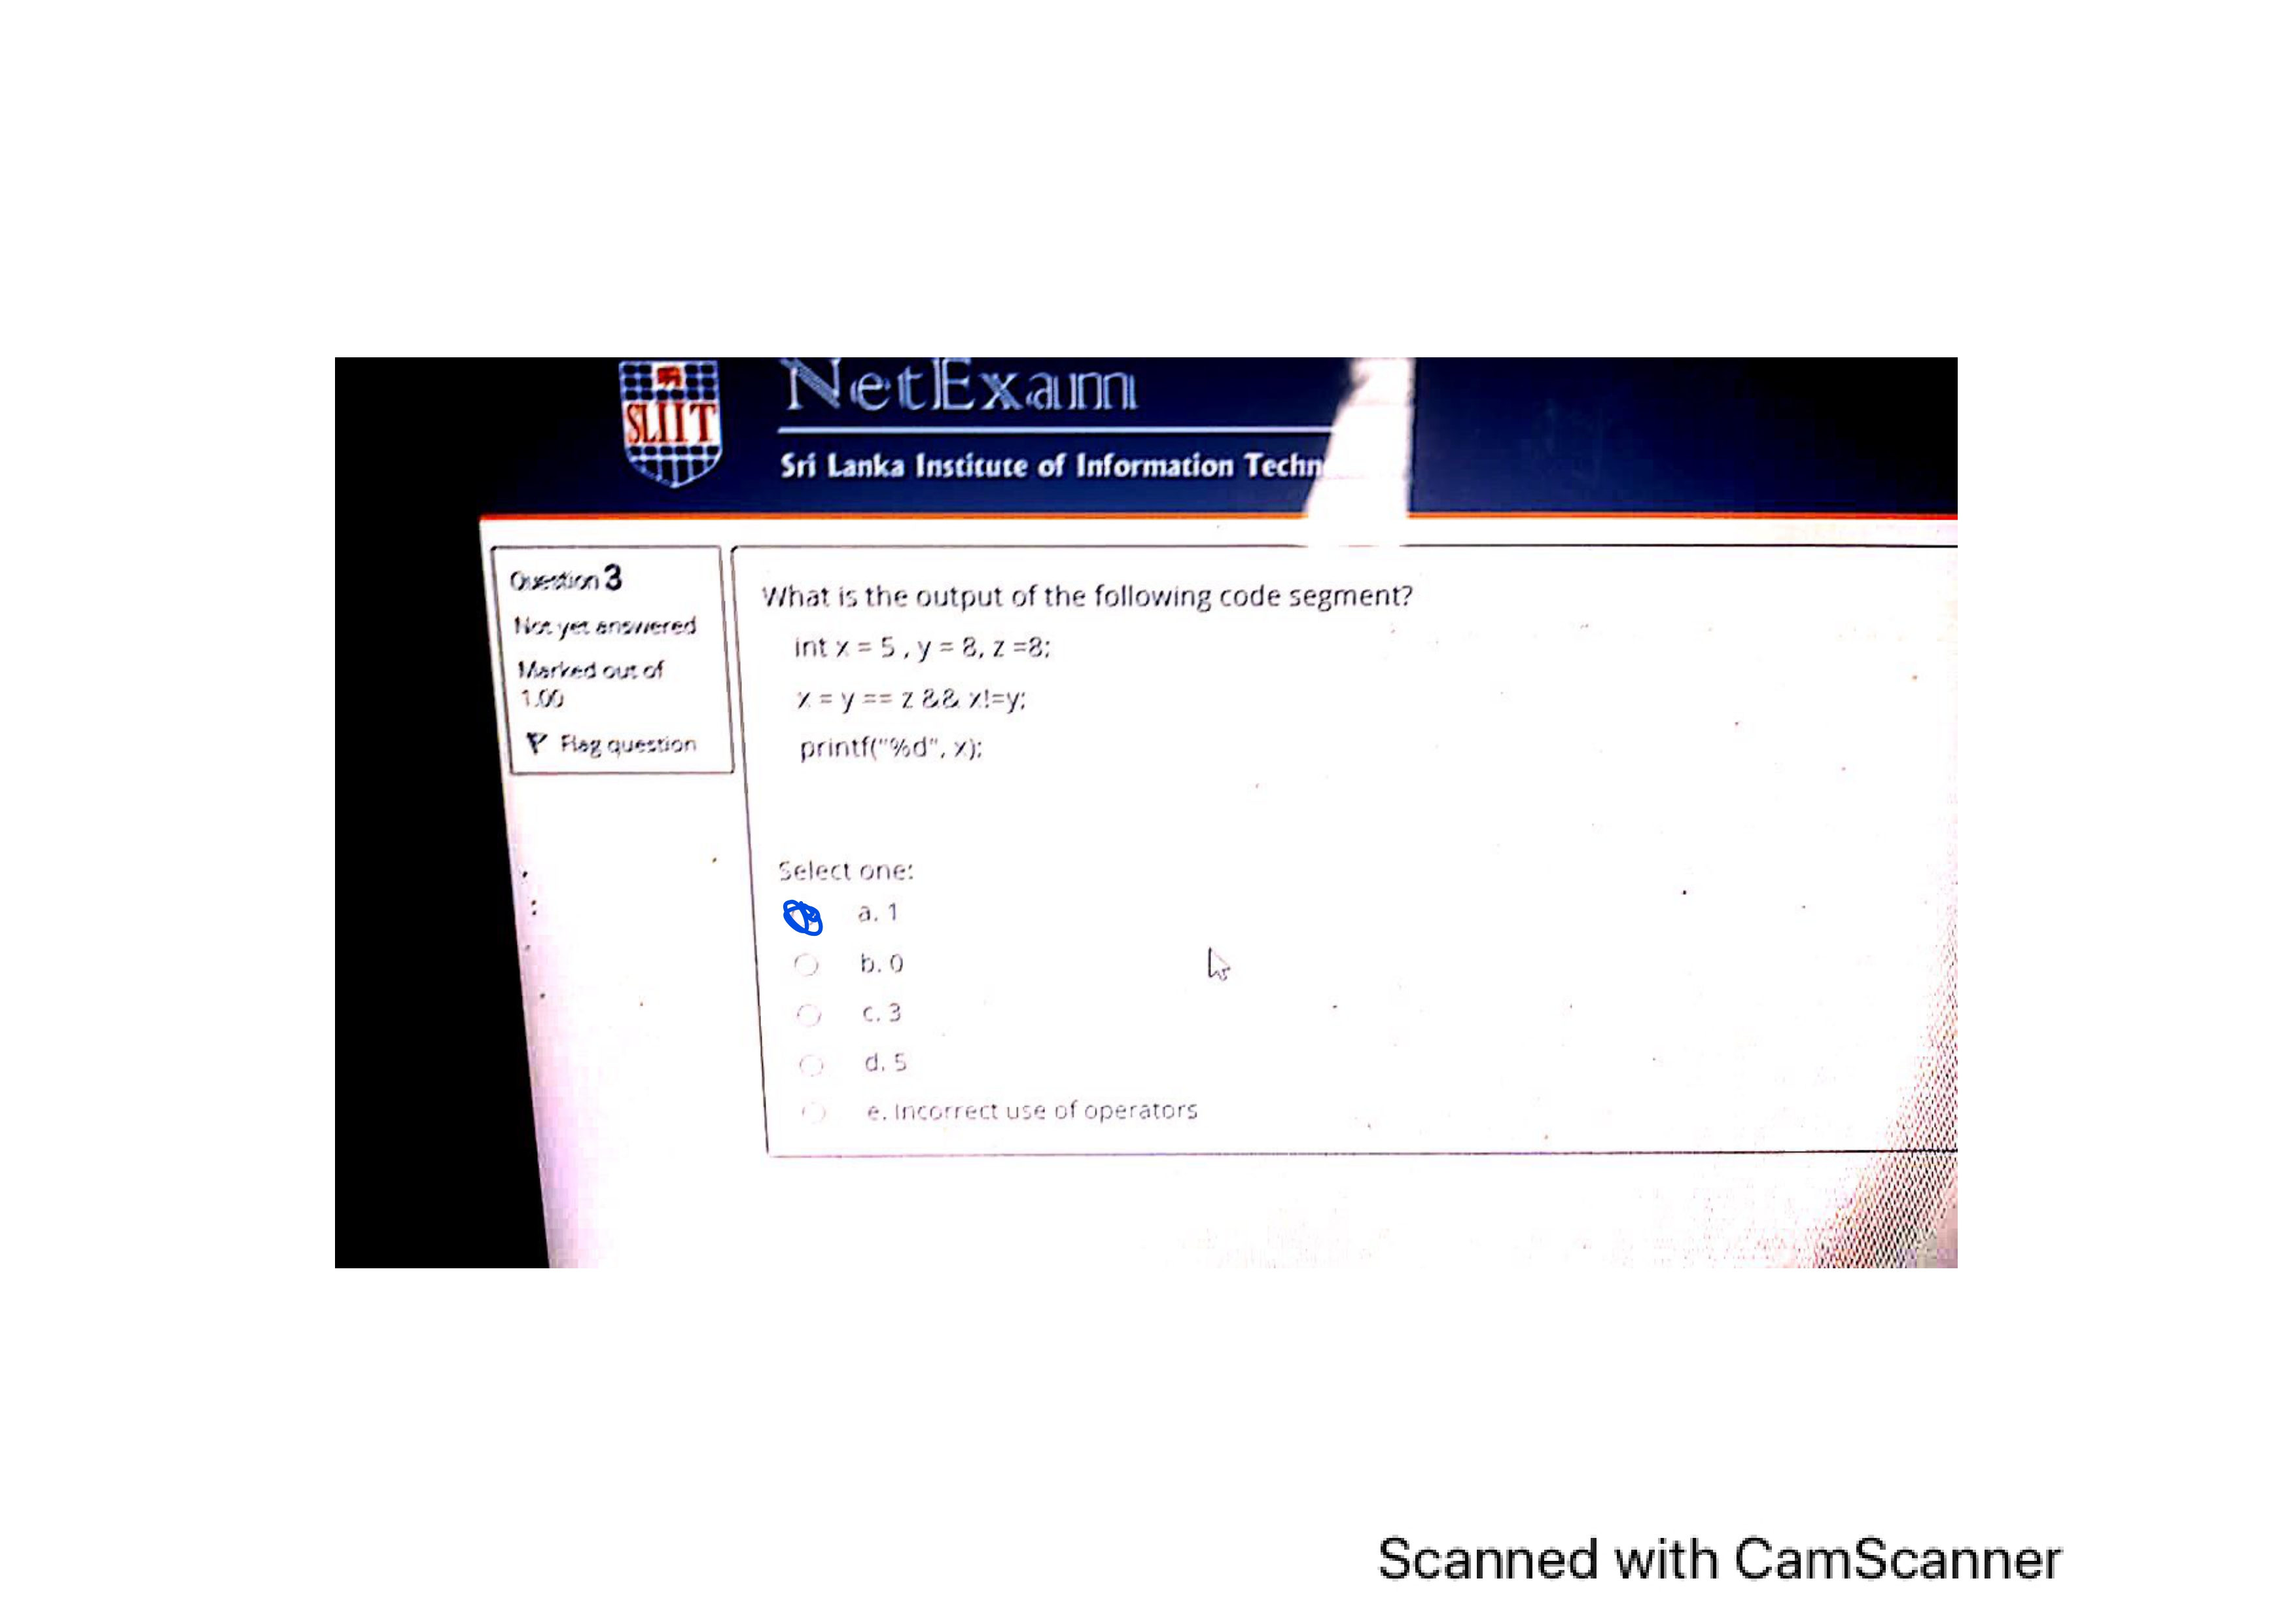 NetExam
SLIIT
Sri Lanka Institute of Information Techn
Question 3
Not yet answered
Marked out of
1.00
Flag question
What is the output of the following code segment?
int x = 5 , y = 8, z =8;
x = y == z && x!=y;
printf("%d", x);
Select one:
a. 1
b. 0
c. 3
d. 5
e. Incorrect use of operators
Scanned with CamScanner